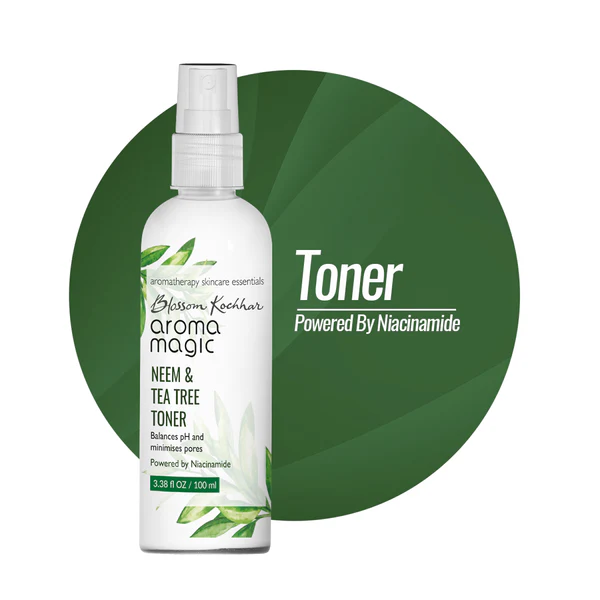 aromatherapy skincare essentials
Blossom Kochhar
aroma
magic
NEEM &
TEA TREE
TONER
Balances pH and
minimises pores
Powered by Niacinamide
3.38 fl OZ / 100 ml
Toner
Powered By Niacinamide